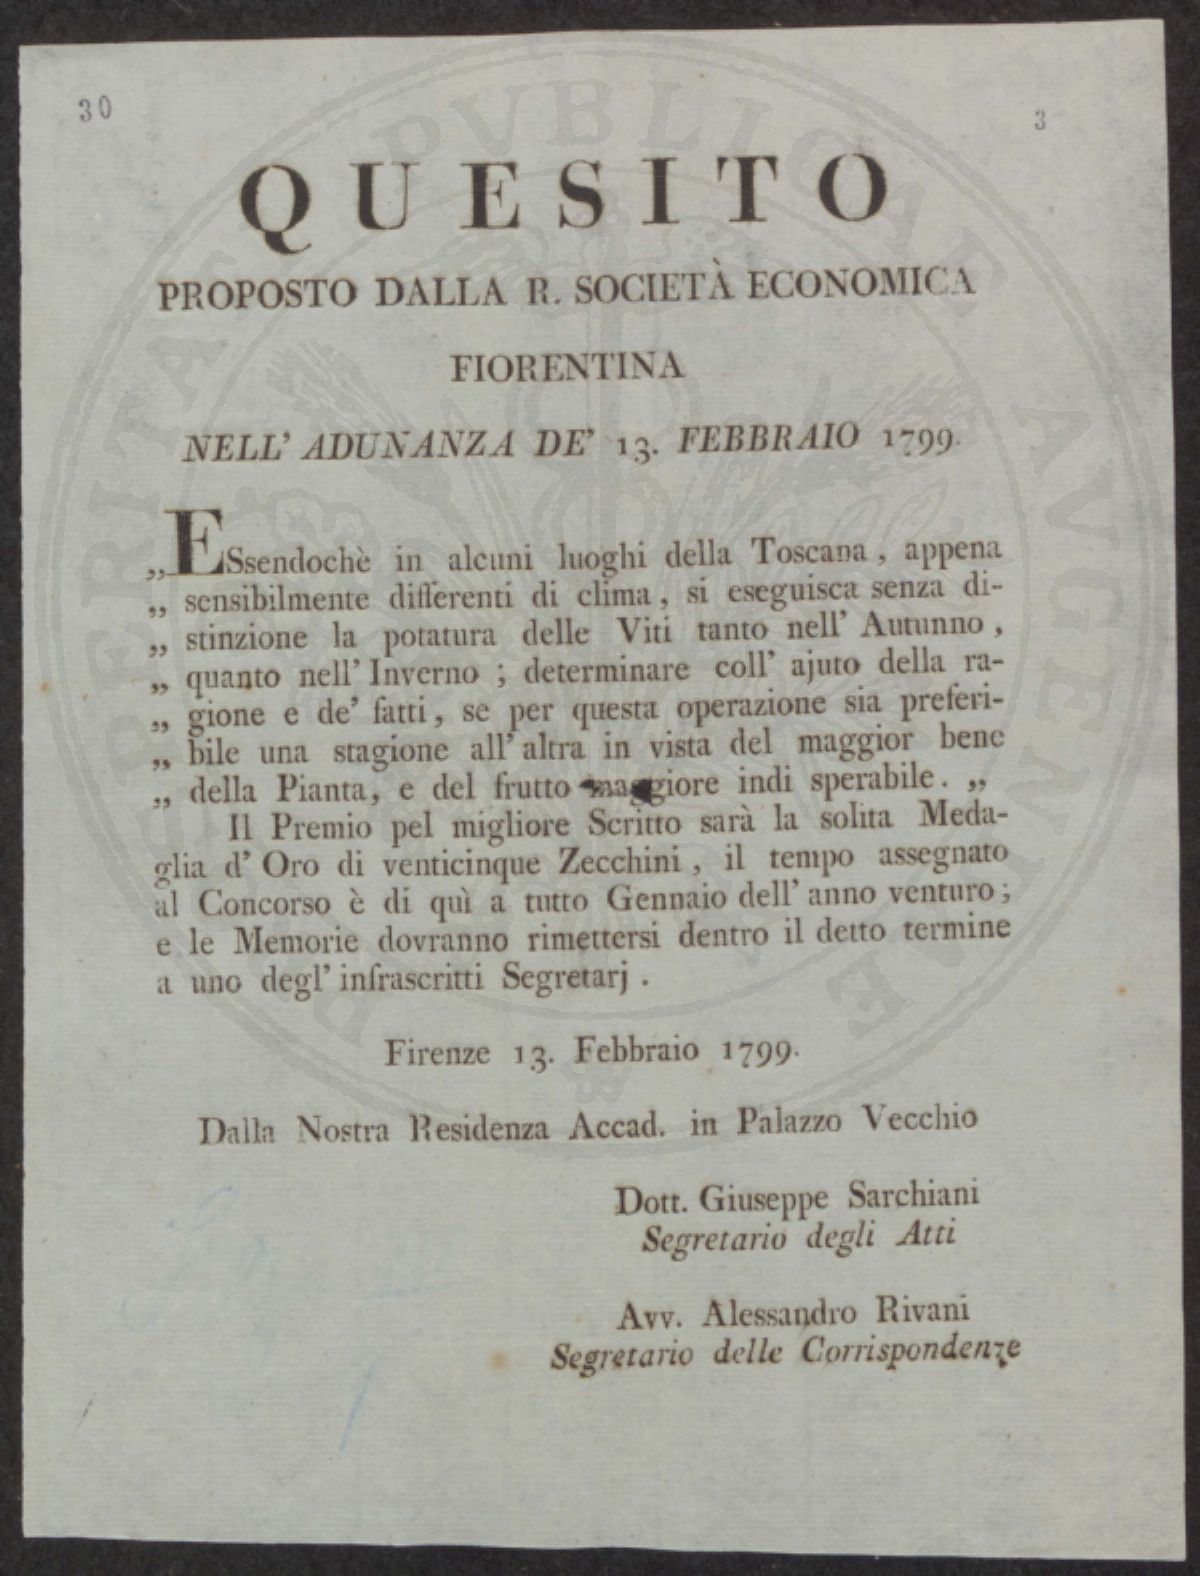 30
3
QUESITO
PROPOSTO DALLA R. SOCIETÀ ECONOMICA
FIORENTINA
NELL' ADUNANZA DE' 13. FEBBRAIO 1799.
„ ESsendochè in alcuni luoghi della Toscana, appena
„ sensibilmente differenti di clima, si eseguisca senza di-
„ stinzione la potatura delle Viti tanto nell' Autunno,
„ quanto nell' Inverno; determinare coll' ajuto della ra-
„ gione e de' fatti, se per questa operazione sia preferi-
„ bile una stagione all' altra in vista del maggior bene
„ della Pianta, e del frutto maggiore indi sperabile. „
Il Premio pel migliore Scritto sarà la solita Meda-
glia d' Oro di venticinque Zecchini, il tempo assegnato
al Concorso è di quì a tutto Gennaio dell' anno venturo;
e le Memorie dovranno rimettersi dentro il detto termine
a uno degl' infrascritti Segretarj.
Firenze 13. Febbraio 1799.
Dalla Nostra Residenza Accad. in Palazzo Vecchio
Dott. Giuseppe Sarchiani
Segretario degli Atti
Avv. Alessandro Rivani
Segretario delle Corrispondenze
PROSPERITATI PVBLICAE AVGENDAE